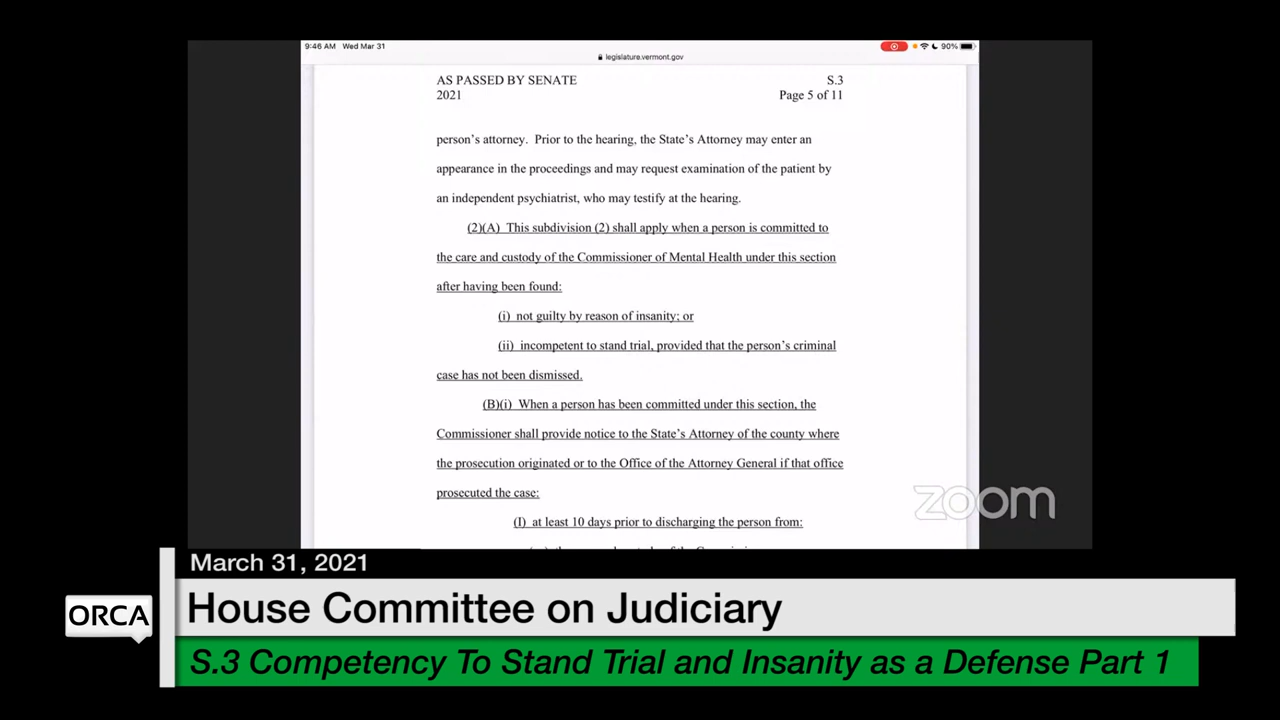 9:46 AM Wed Mar 31
90%
legislature.vermont.gov
AS PASSED BY SENATE S.3
2021 Page 5 of 11
person's attorney. Prior to the hearing, the State's Attorney may enter an
appearance in the proceedings and may request examination of the patient by
an independent psychiatrist, who may testify at the hearing.
(2)(A) This subdivision (2) shall apply when a person is committed to
the care and custody of the Commissioner of Mental Health under this section
after having been found:
(i) not guilty by reason of insanity; or
(ii) incompetent to stand trial, provided that the person's criminal
case has not been dismissed.
(B)(i) When a person has been committed under this section, the
Commissioner shall provide notice to the State's Attorney of the county where
the prosecution originated or to the Office of the Attorney General if that office
prosecuted the case:
(I) at least 10 days prior to discharging the person from:
zoom
March 31, 2021
ORCA
House Committee on Judiciary
S.3 Competency To Stand Trial and Insanity as a Defense Part 1